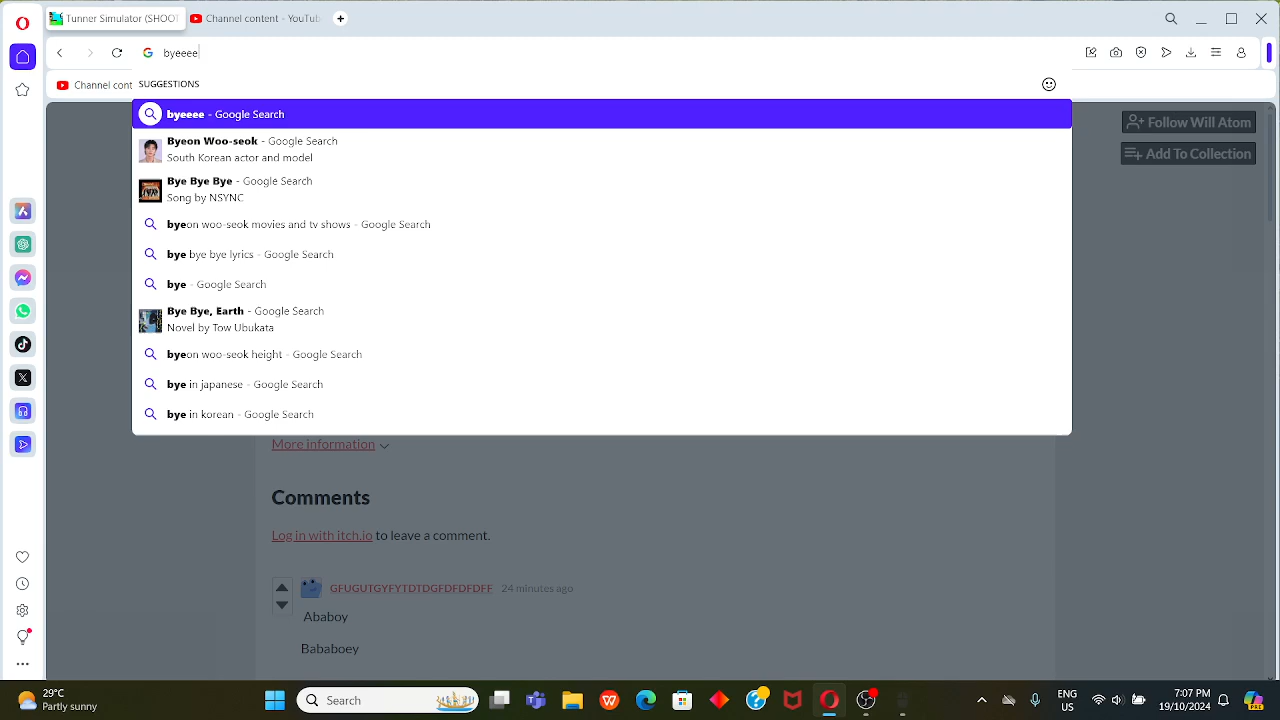 Tunner Simulator (SHOOT
Channel content - YouTube
byeeee
Channel cont
SUGGESTIONS
byeeee - Google Search
Byeon Woo-seok - Google Search
South Korean actor and model
Bye Bye Bye - Google Search
Song by NSYNC
byeon woo-seok movies and tv shows - Google Search
bye bye bye lyrics - Google Search
bye - Google Search
Bye Bye, Earth - Google Search
Novel by Tow Ubukata
byeon woo-seok height - Google Search
bye in japanese - Google Search
bye in korean - Google Search
Follow Will Atom
Add To Collection
More information
Comments
Log in with itch.io to leave a comment.
GFUGUTGYFYTDTDGFDFDFDFF 24 minutes ago
Ababoy
Bababoey
29°C
Partly sunny
Search
ENG
US
7:07 PM
19/10/2024